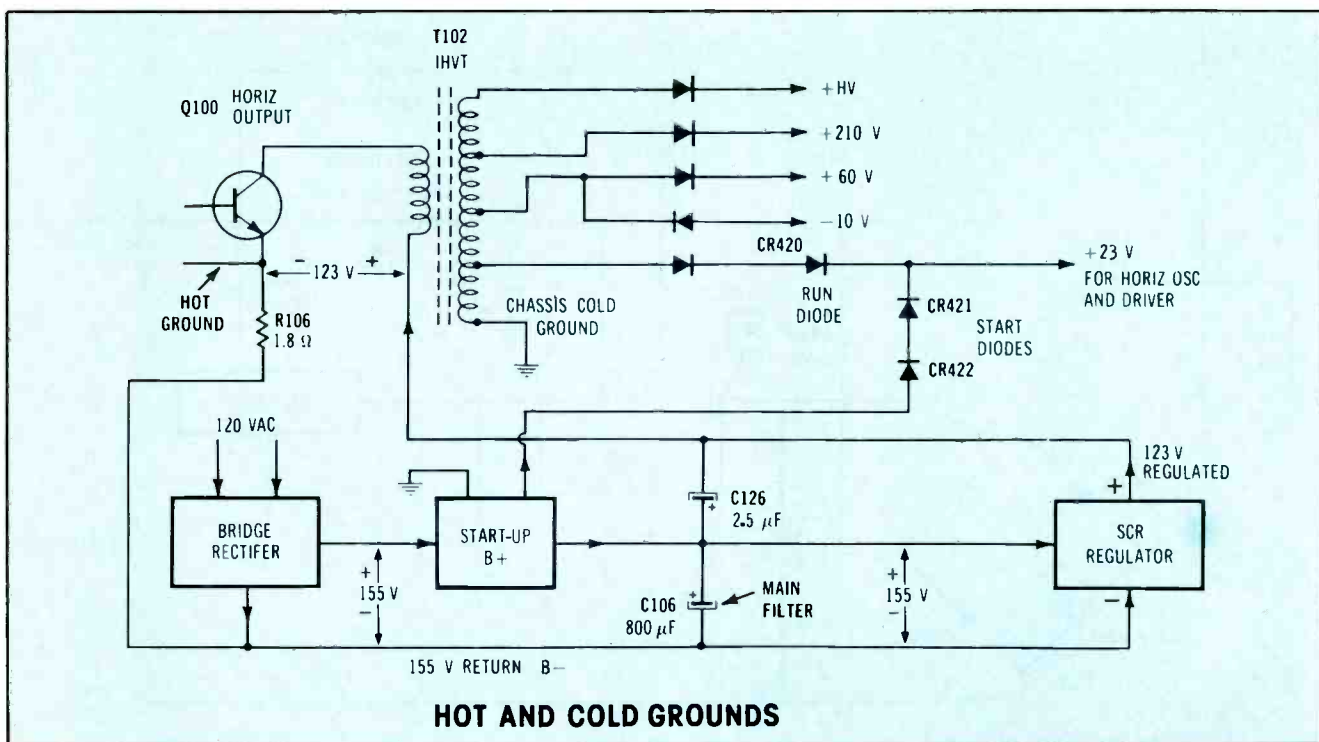 T102
IHVT
Q100 HORIZ
OUTPUT
+HV
+210 V
+60 V
-10 V
CR420
+23 V
FOR HORIZ OSC
AND DRIVER
- 123 V +
HOT
GROUND
R106
1.8 Ω
CHASSIS COLD
GROUND
RUN
DIODE
CR421
START
DIODES
CR422
120 VAC
123 V
REGULATED
+
BRIDGE
RECTIFER
START-UP
B+
C126
2.5 μF
+
SCR
REGULATOR
-
+
155 V
-
+
C106
800 μF
MAIN
FILTER
+
155 V
-
155 V RETURN B-
HOT AND COLD GROUNDS